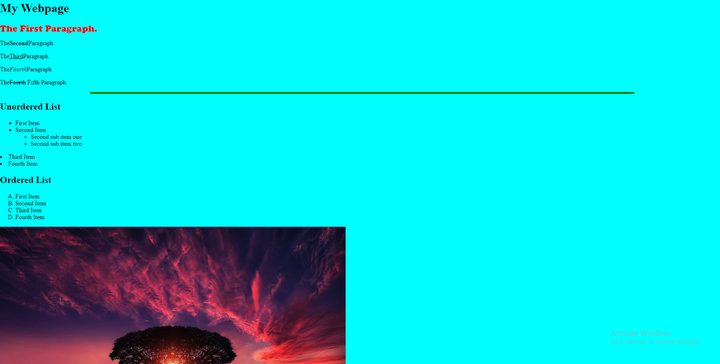 My Webpage
The First Paragraph.
TheSecondParagraph.
TheThirdParagraph.
TheFourthParagraph.
TheFourth Fifth Paragraph.
Unordered List
First Item
Second Item
Second sub item one
Second sub item two
Third Item
Fourth Item
Ordered List
A. First Item
B. Second Item
C. Third Item
D. Fourth Item